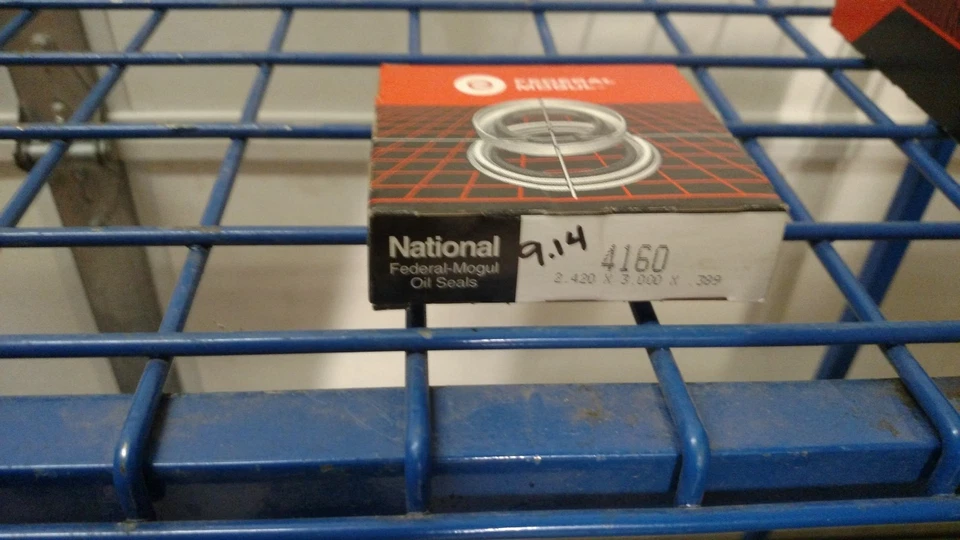 FEDERAL
MOGUL
National
Federal-Mogul
Oil Seals
9.14
4160
2.420 X 3.000 X .389